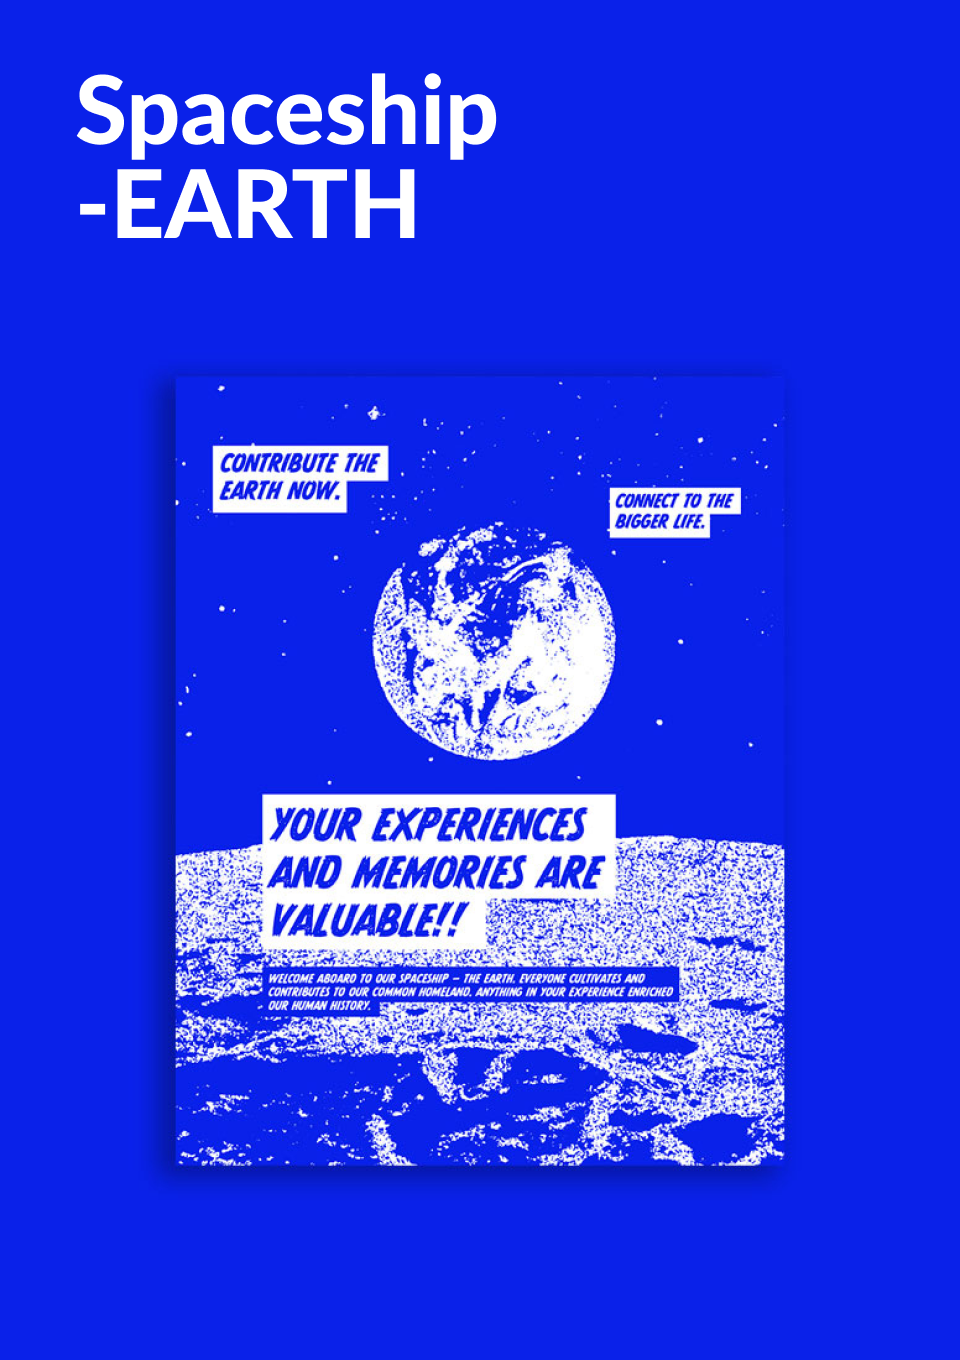 Spaceship
-EARTH
CONTRIBUTE THE
EARTH NOW.
CONNECT TO THE
BIGGER LIFE.
YOUR EXPERIENCES
AND MEMORIES ARE
VALUABLE!!
WELCOME ABOARD TO OUR SPACESHIP – THE EARTH. EVERYONE CULTIVATES AND
CONTRIBUTES TO OUR COMMON HOMELAND. ANYTHING IN YOUR EXPERIENCE ENRICHED
OUR HUMAN HISTORY.